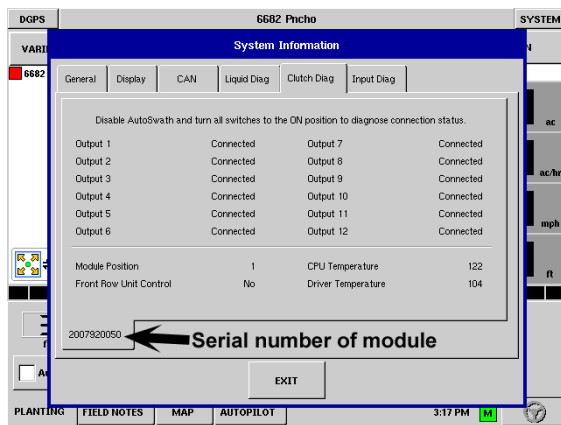 DGPS 6682 Pncho SYSTEM
VARI
System Information
N
6682
General Display CAN Liquid Diag Clutch Diag Input Diag
Disable AutoSwath and turn all switches to the ON position to diagnose connection status.
Output 1 Connected Output 7 Connected
Output 2 Connected Output 8 Connected
Output 3 Connected Output 9 Connected
Output 4 Connected Output 10 Connected
Output 5 Connected Output 11 Connected
Output 6 Connected Output 12 Connected
ac
ac/hr
mph
ft
Module Position 1 CPU Temperature 122
Front Row Unit Control No Driver Temperature 104
2007920050 Serial number of module
EXIT
PLANTING FIELD NOTES MAP AUTOPILOT 3:17 PM M